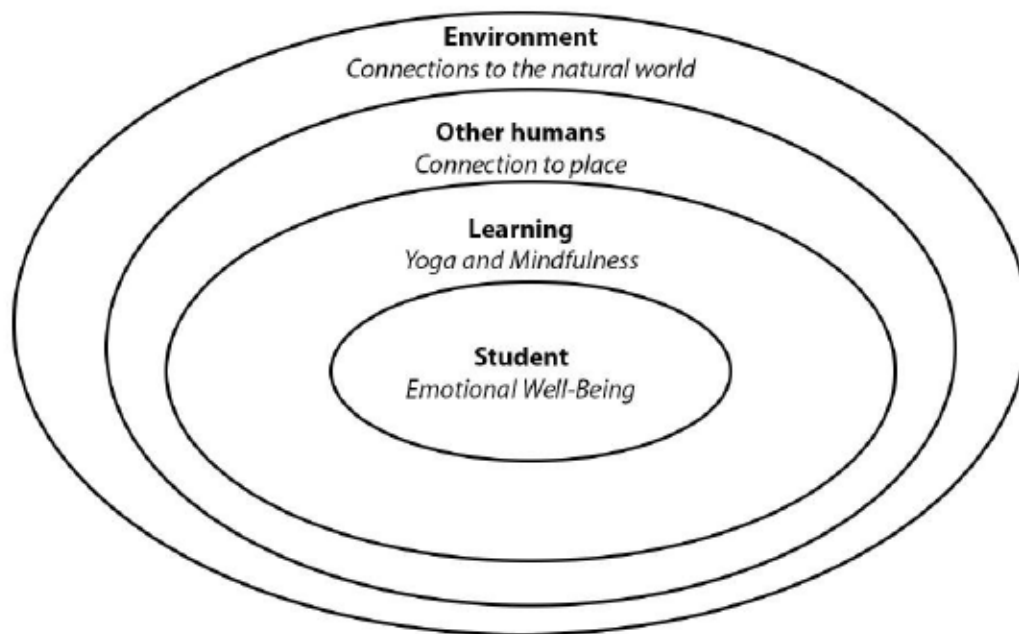 Environment
Connections to the natural world
Other humans
Connection to place
Learning
Yoga and Mindfulness
Student
Emotional Well-Being